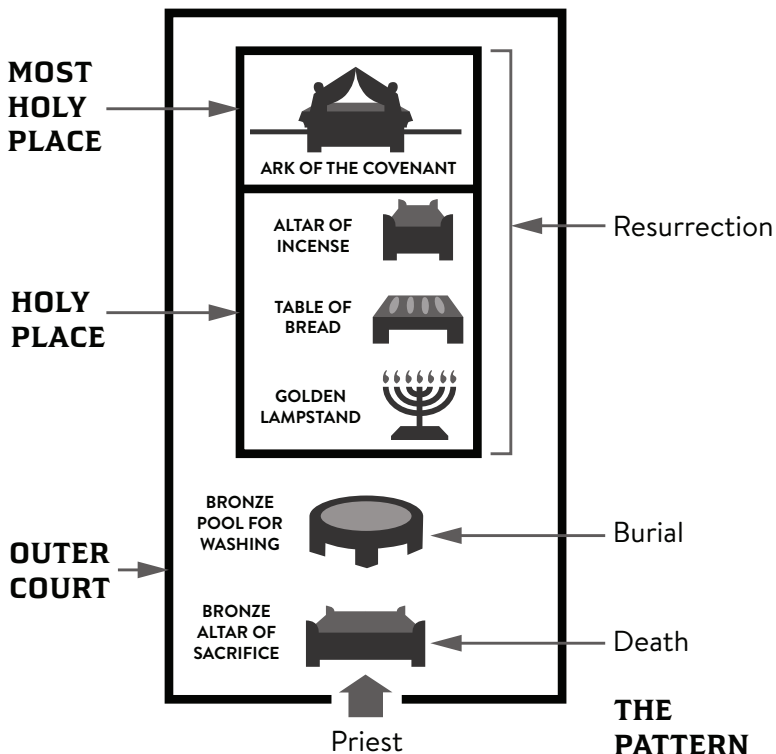 MOST
HOLY
PLACE
ARK OF THE COVENANT
ALTAR OF
INCENSE
Resurrection
HOLY
PLACE
TABLE OF
BREAD
GOLDEN
LAMPSTAND
BRONZE
POOL FOR
WASHING
Burial
OUTER
COURT
BRONZE
ALTAR OF
SACRIFICE
Death
Priest
THE
PATTERN